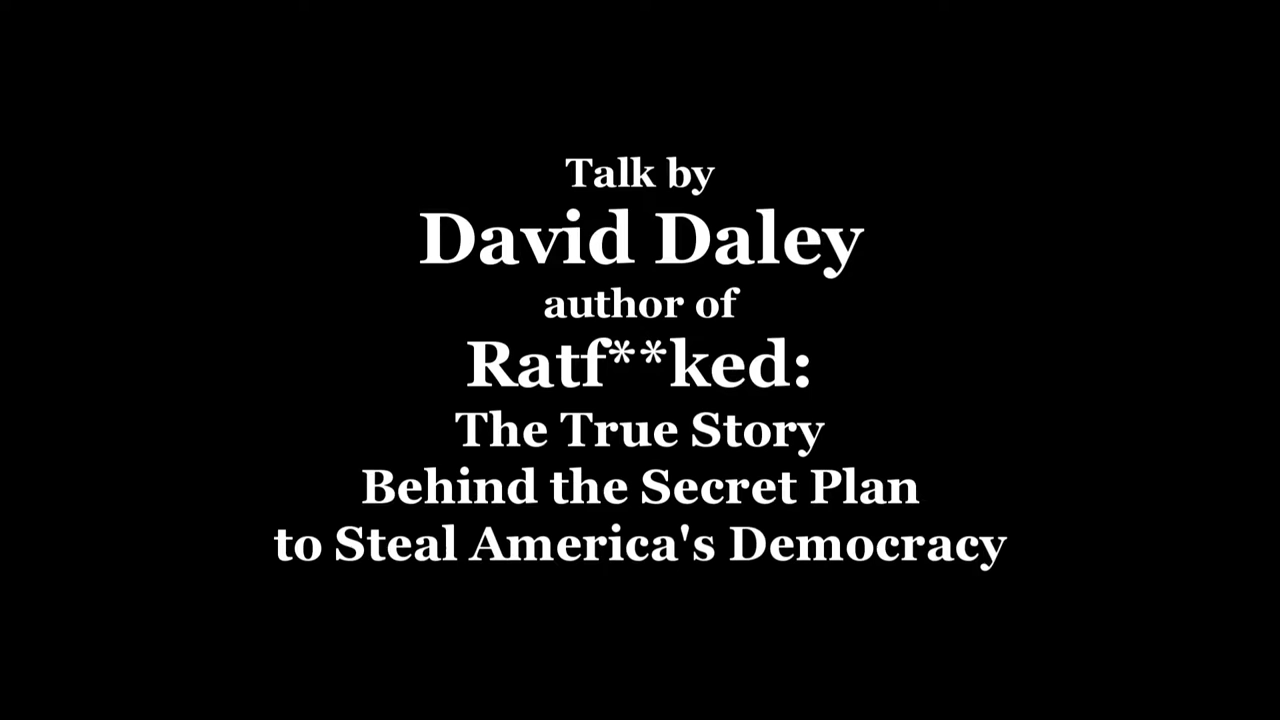 Talk by
David Daley
author of
Ratf**ked:
The True Story
Behind the Secret Plan
to Steal America's Democracy